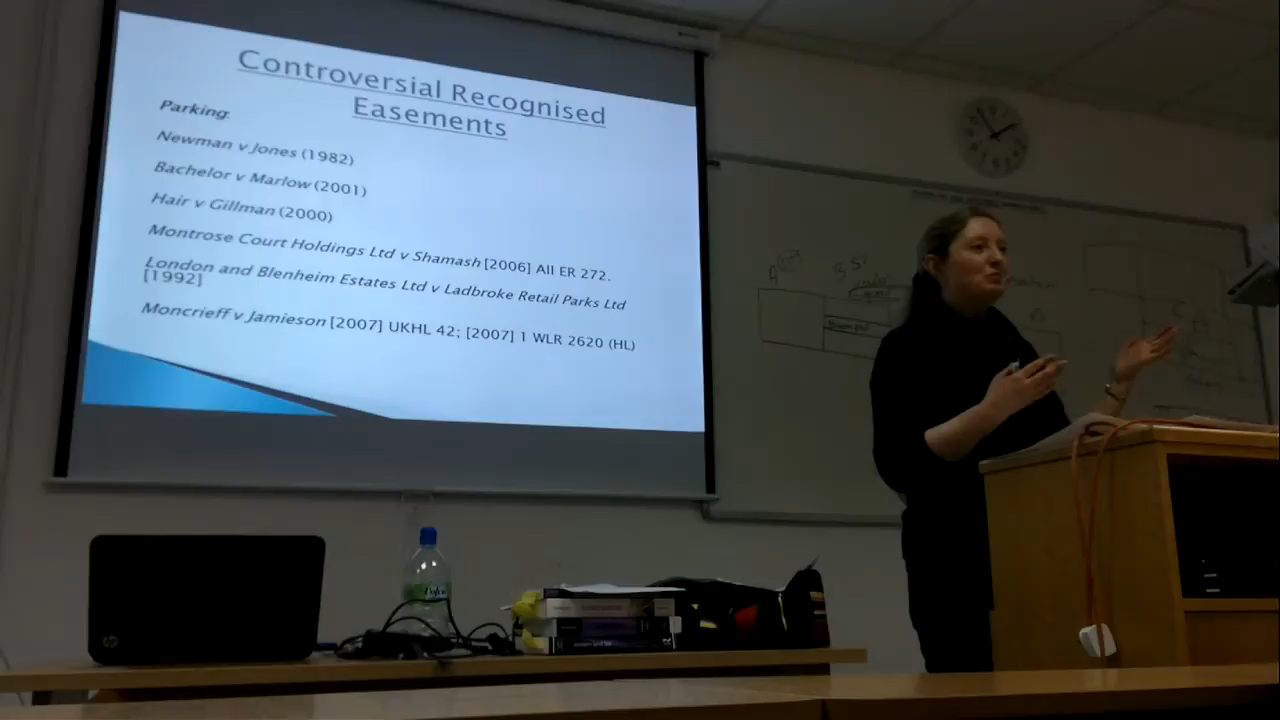 Controversial Recognised
Easements
Parking:
Newman v Jones (1982)
Bachelor v Marlow (2001)
Hair v Gillman (2000)
Montrose Court Holdings Ltd v Shamash [2006] All ER 272.
London and Blenheim Estates Ltd v Ladbroke Retail Parks Ltd
[1992]
Moncrieff v Jamieson [2007] UKHL 42; [2007] 1 WLR 2620 (HL)
A
hp
Volvic